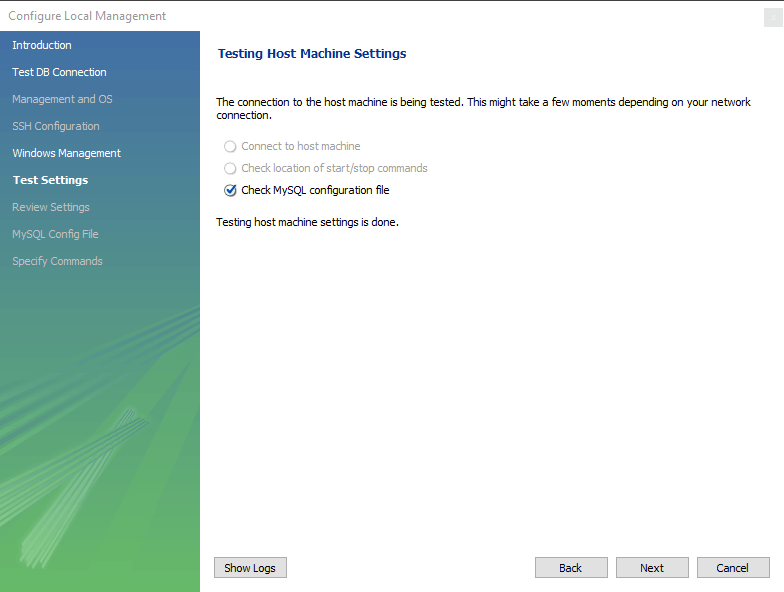 Configure Local Management
Introduction
Test DB Connection
Management and OS
SSH Configuration
Windows Management
Test Settings
Review Settings
MySQL Config File
Specify Commands
Testing Host Machine Settings
The connection to the host machine is being tested. This might take a few moments depending on your network
connection.
Connect to host machine
Check location of start/stop commands
Check MySQL configuration file
Testing host machine settings is done.
Show Logs
Back
Next
Cancel